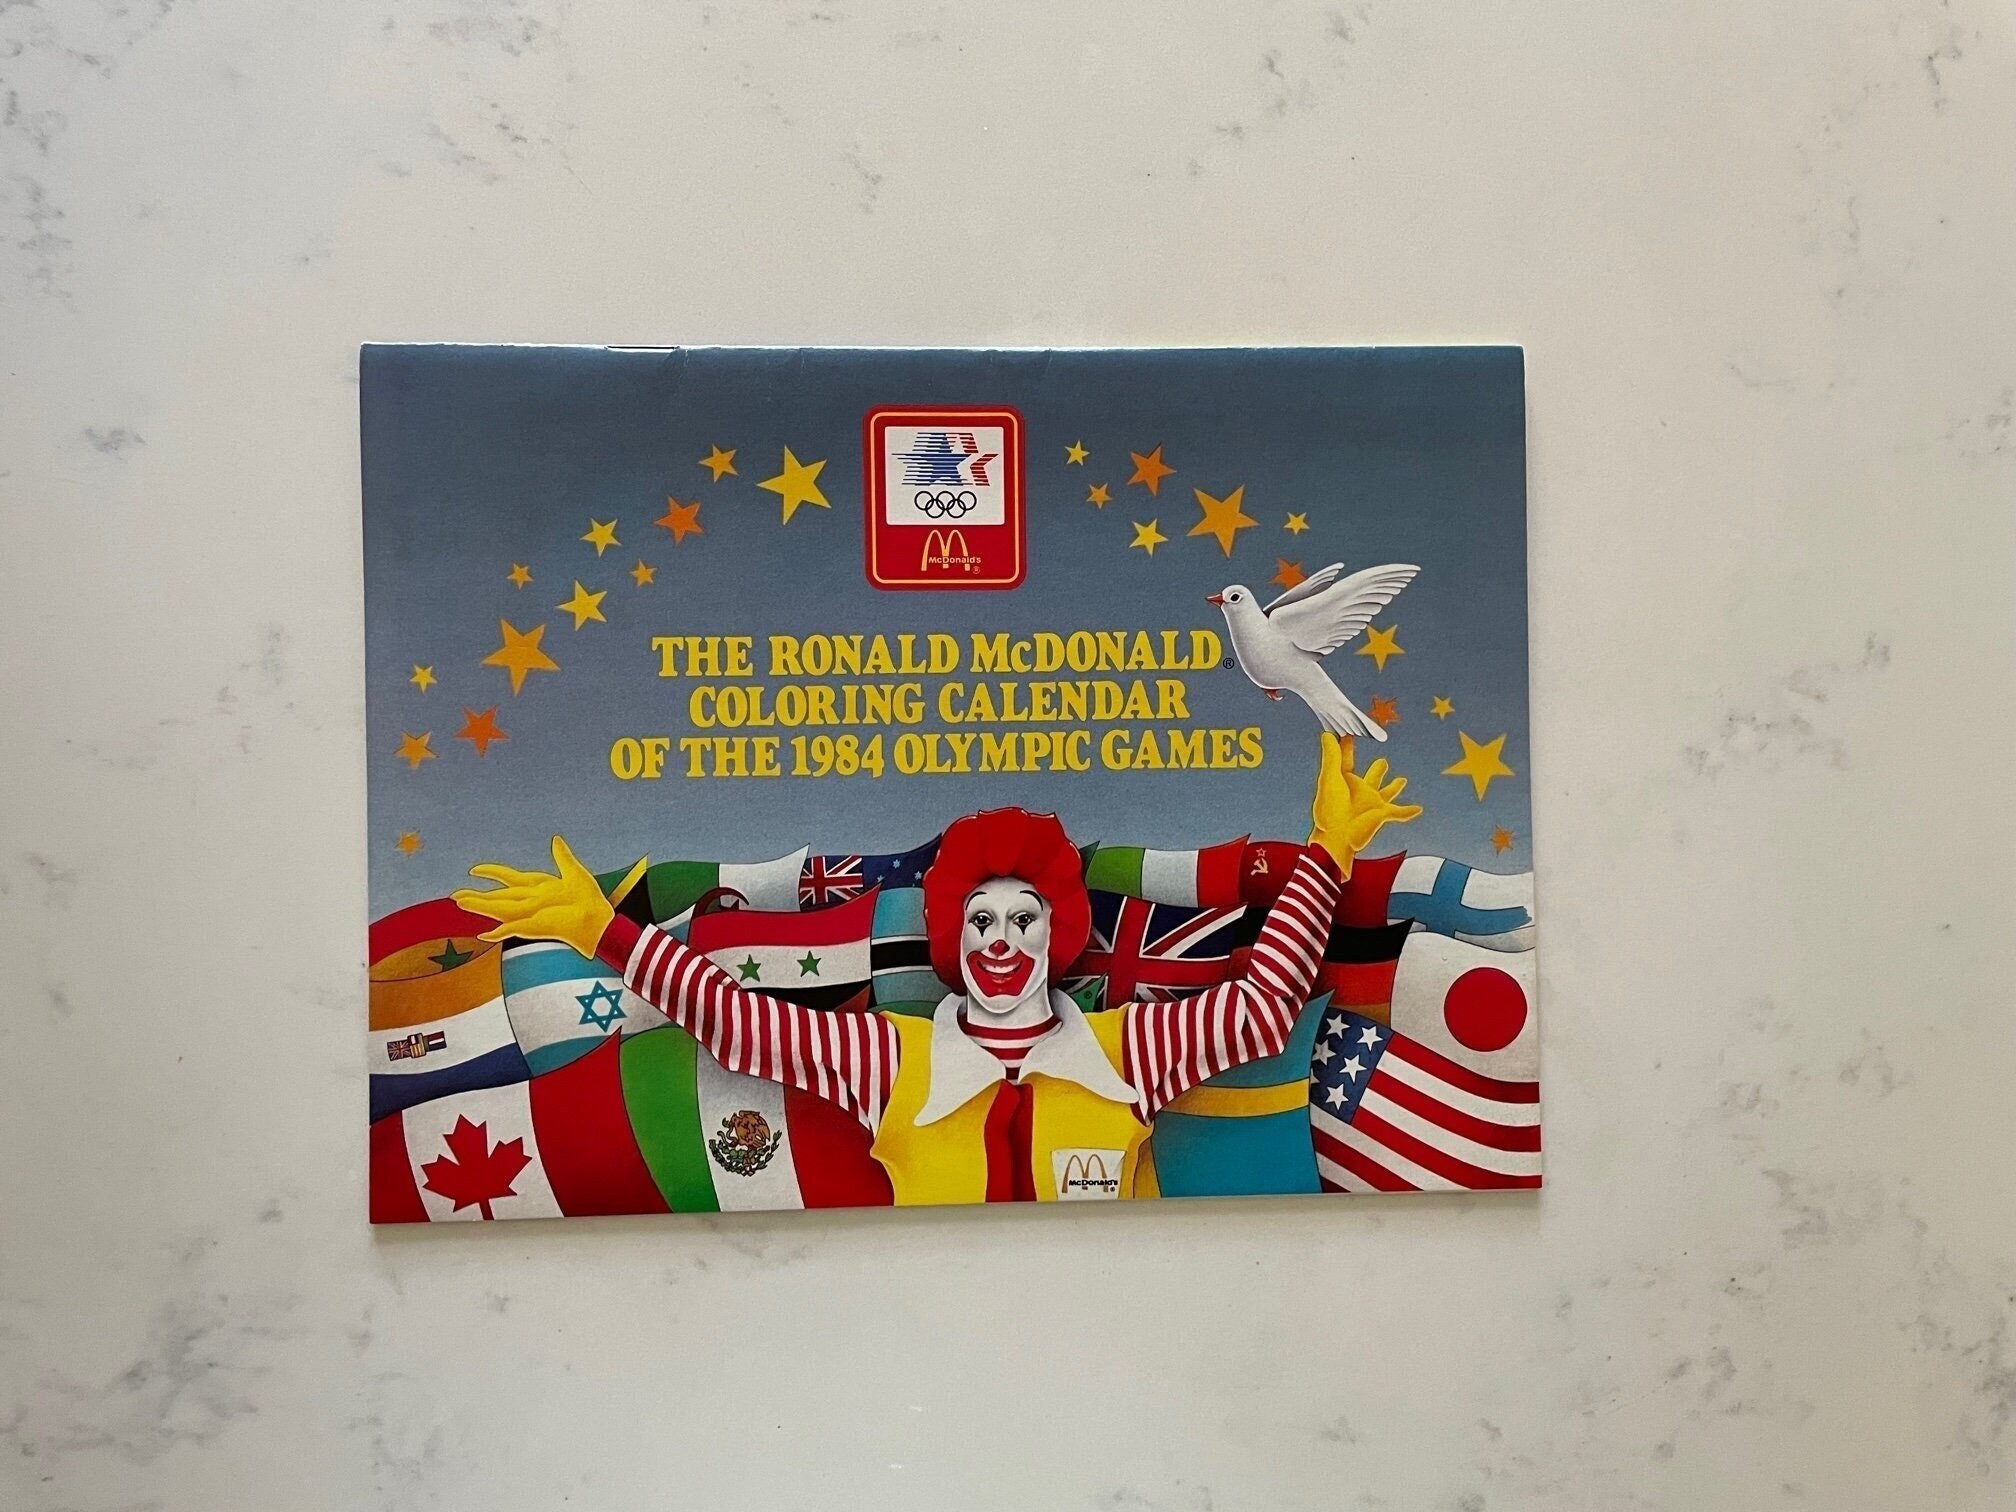 McDonald's
®
THE RONALD McDONALD®
COLORING CALENDAR
OF THE 1984 OLYMPIC GAMES
McDonald's
®